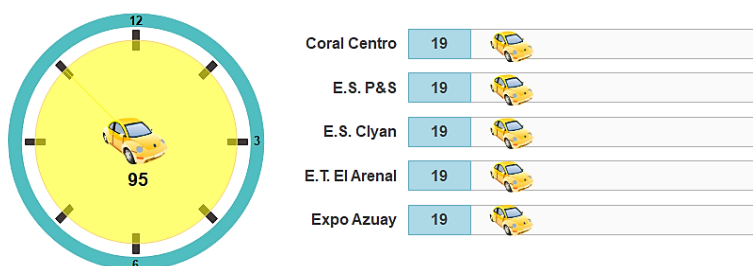 12
3
6
95
Coral Centro 19
E.S. P&S 19
E.S. Clyan 19
E.T. El Arenal 19
Expo Azuay 19